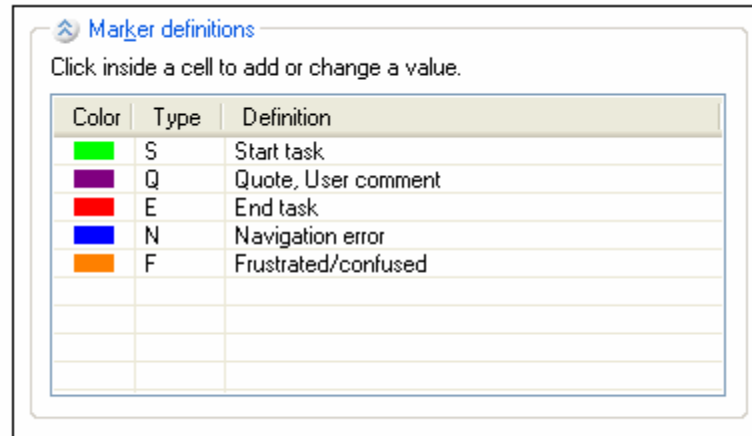 Marker definitions
Click inside a cell to add or change a value.
Color Type Definition
S Start task
Q Quote, User comment
E End task
N Navigation error
F Frustrated/confused